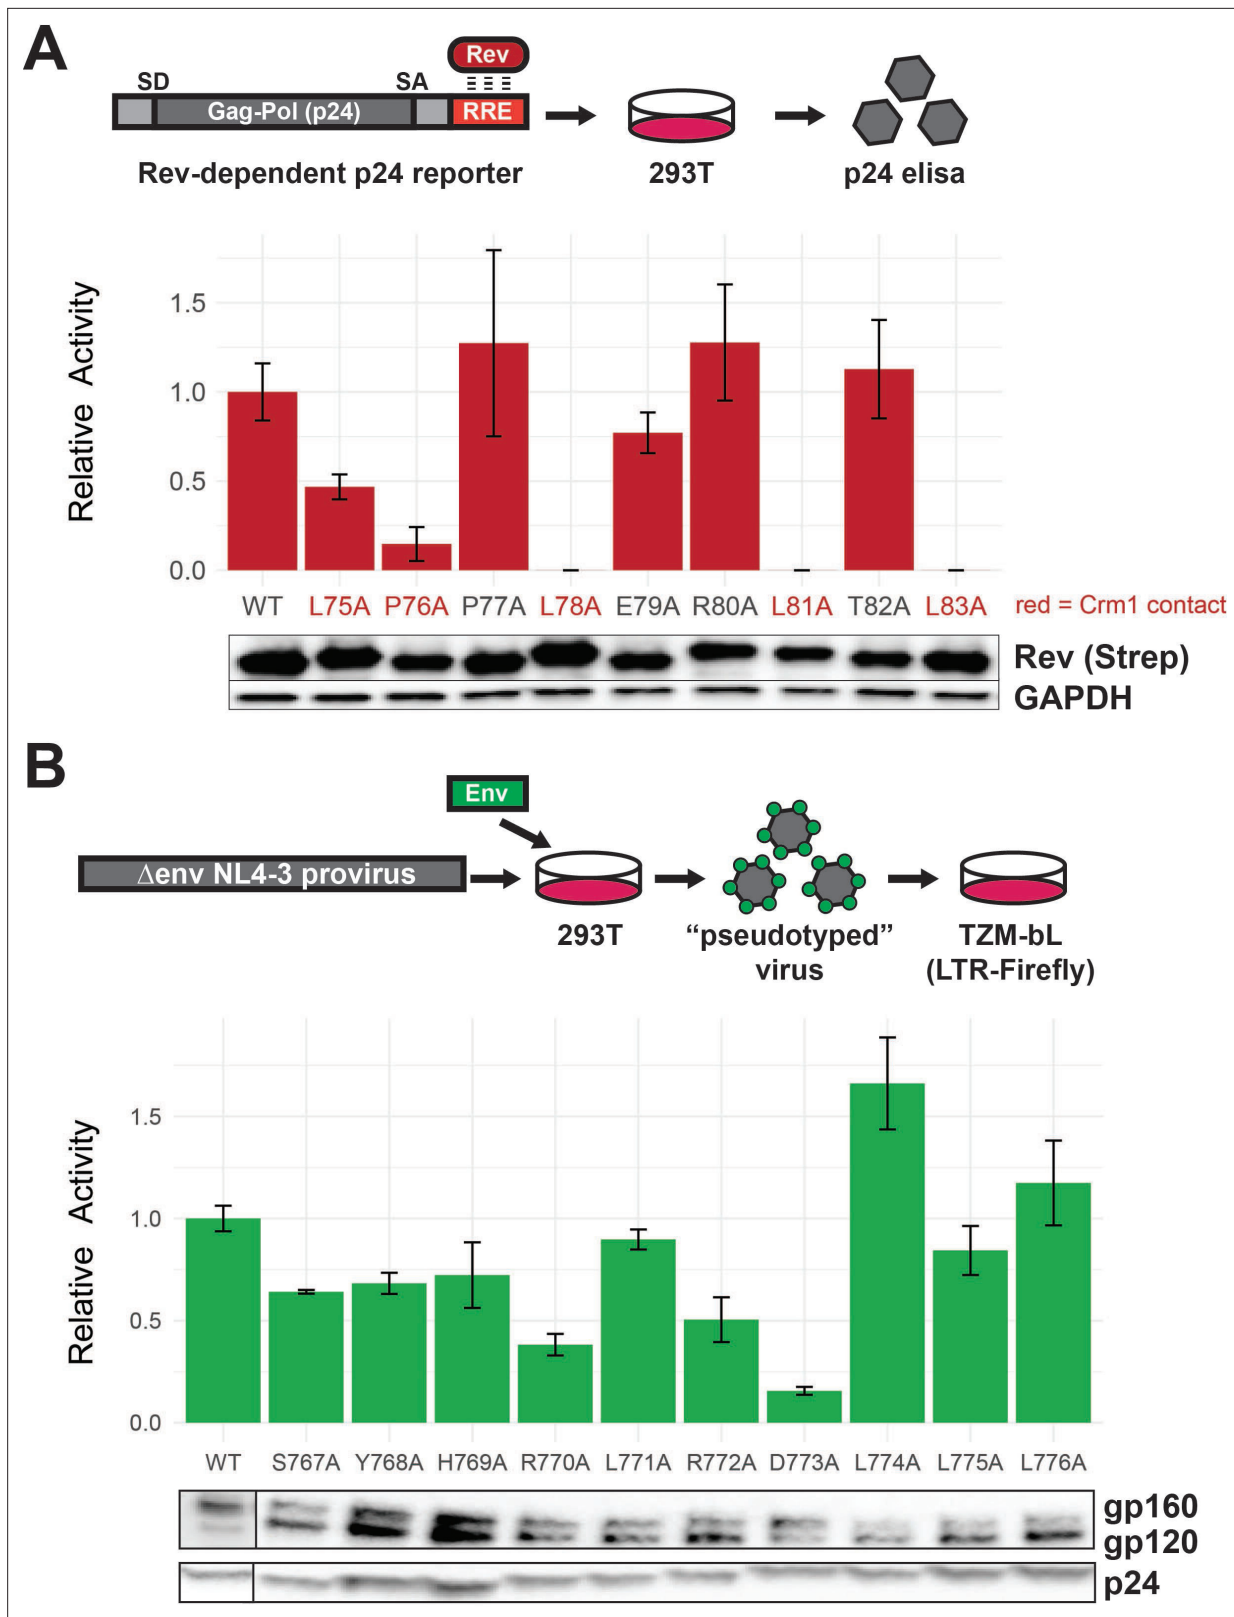 A
Rev
SD SA
Gag-Pol (p24) RRE
Rev-dependent p24 reporter 293T p24 elisa
Relative Activity
1.5
1.0
0.5
0.0
WT L75A P76A P77A L78A E79A R80A L81A T82A L83A red = Crm1 contact
Rev (Strep)
GAPDH
B
Env
Δenv NL4-3 provirus
293T “pseudotyped” TZM-bL
virus (LTR-Firefly)
Relative Activity
1.5
1.0
0.5
0.0
WT S767A Y768A H769A R770A L771A R772A D773A L774A L775A L776A
gp160
gp120
p24